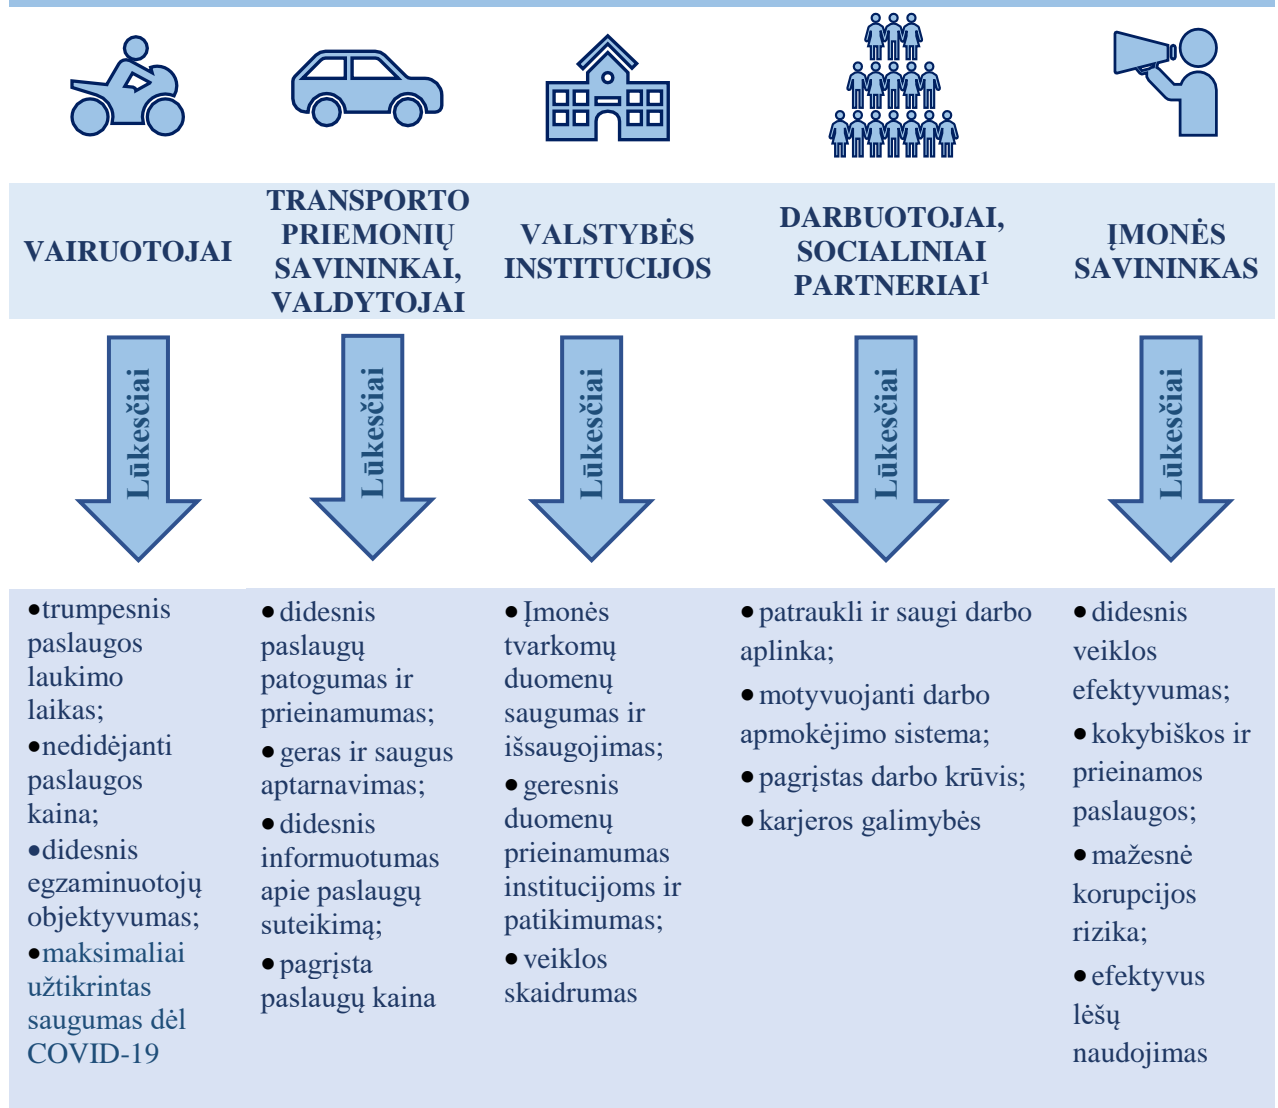 VAIRUOTOJAI
TRANSPORTO
PRIEMONIŲ
SAVININKAI,
VALDYTOJAI
VALSTYBĖS
INSTITUCIJOS
DARBUOTOJAI,
SOCIALINIAI
PARTNERIAI¹
ĮMONĖS
SAVININKAS
Lūkesčiai
Lūkesčiai
Lūkesčiai
Lūkesčiai
Lūkesčiai
•trumpesnis
paslaugos
laukimo
laikas;
•nedidėjanti
paslaugos
kaina;
•didesnis
egzaminuotojų
objektyvumas;
•maksimaliai
užtikrintas
saugumas dėl
COVID-19
• didesnis
paslaugų
patogumas ir
prieinamumas;
• geras ir saugus
aptarnavimas;
• didesnis
informuotumas
apie paslaugų
suteikimą;
• pagrįsta
paslaugų kaina
• Įmonės
tvarkomų
duomenų
saugumas ir
išsaugojimas;
• geresnis
duomenų
prieinamumas
institucijoms ir
patikimumas;
• veiklos
skaidrumas
• patraukli ir saugi darbo
aplinka;
• motyvuojanti darbo
apmokėjimo sistema;
• pagrįstas darbo krūvis;
• karjeros galimybės
• didesnis
veiklos
efektyvumas;
• kokybiškos ir
prieinamos
paslaugos;
• mažesnė
korupcijos
rizika;
• efektyvus
lėšų
naudojimas